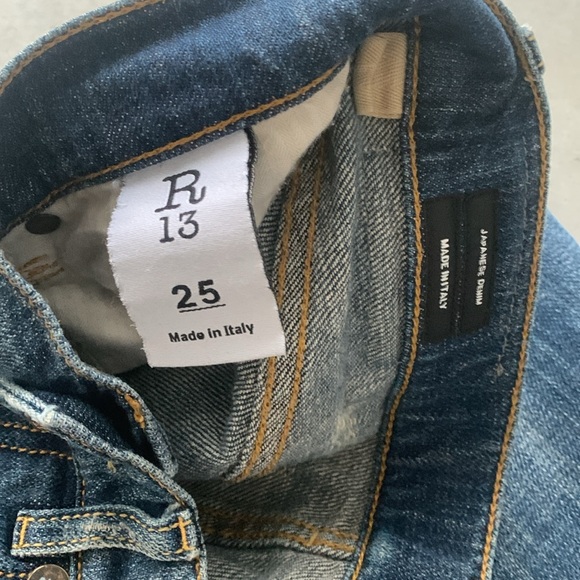 R
13
25
Made in Italy
JAPANESE DENIM
MADE IN ITALY